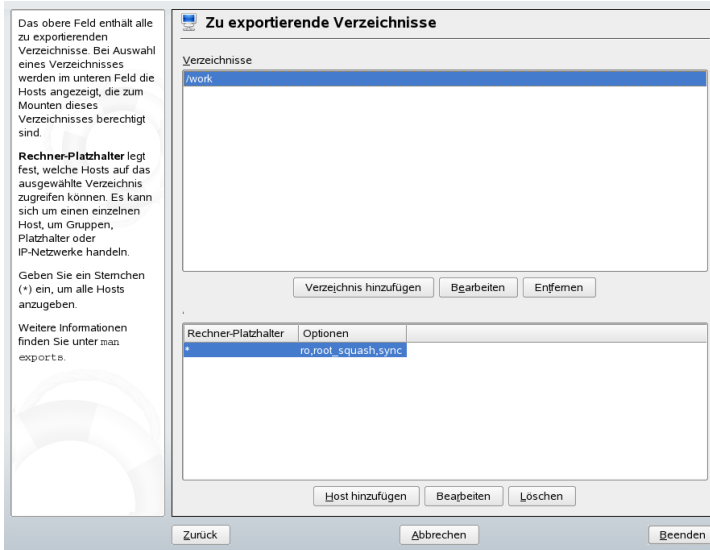 Das obere Feld enthält alle
zu exportierenden
Verzeichnisse. Bei Auswahl
eines Verzeichnisses
werden im unteren Feld die
Hosts angezeigt, die zum
Mounten dieses
Verzeichnisses berechtigt
sind.
Rechner-Platzhalter legt
fest, welche Hosts auf das
ausgewählte Verzeichnis
zugreifen können. Es kann
sich um einen einzelnen
Host, um Gruppen,
Platzhalter oder
IP-Netzwerke handeln.
Geben Sie ein Sternchen
(*) ein, um alle Hosts
anzugeben.
Weitere Informationen
finden Sie unter man
exports.
Zu exportierende Verzeichnisse
Verzeichnisse
/work
Verzeichnis hinzufügen Bearbeiten Entfernen
Rechner-Platzhalter Optionen
* ro,root_squash,sync
Host hinzufügen Bearbeiten Löschen
Zurück Abbrechen Beenden